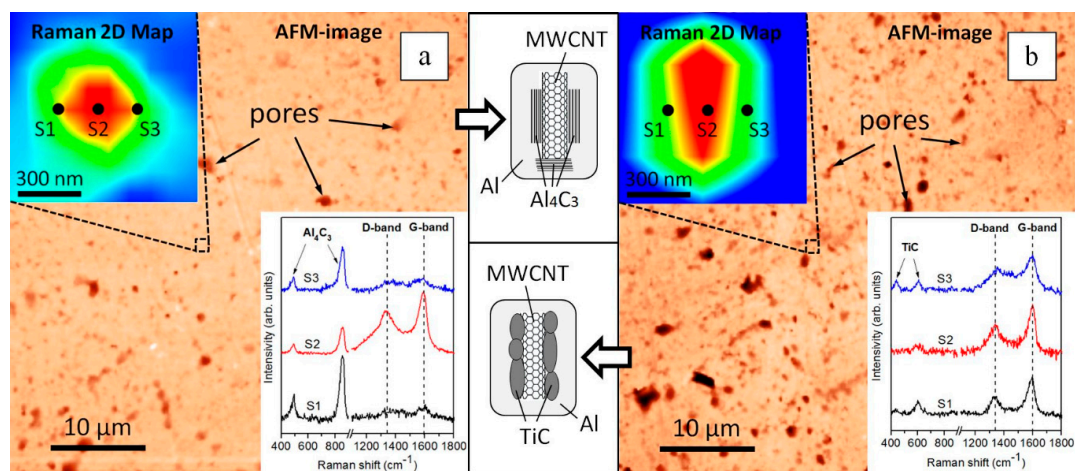 Raman 2D Map
AFM-image
a
S1
S2
S3
300 nm
pores
10 µm
Intensivity (arb. units)
Al₄C₃
D-band
G-band
S3
S2
S1
400 600 800 1200 1400 1600 1800
Raman shift (cm⁻¹)
MWCNT
Al
Al₄C₃
MWCNT
TiC
Al
Raman 2D Map
AFM-image
b
S1
S2
S3
300 nm
pores
10 µm
Intensivity (arb. units)
TiC
D-band
G-band
S3
S2
S1
400 600 800 1200 1400 1600 1800
Raman shift (cm⁻¹)